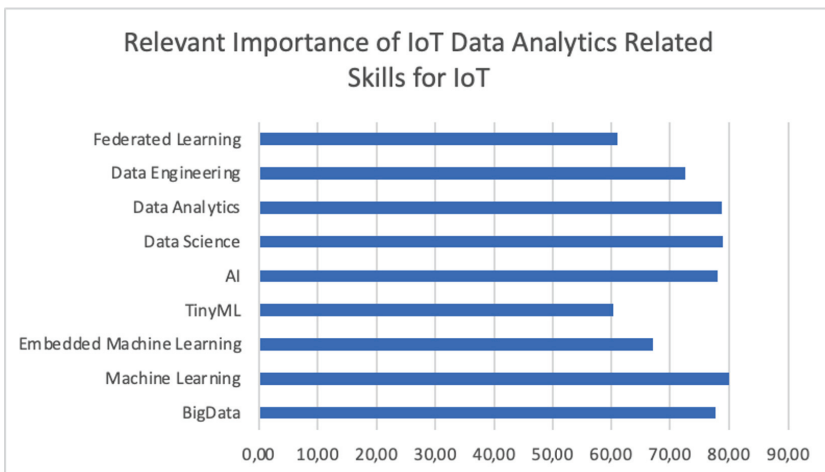 Relevant Importance of IoT Data Analytics Related
Skills for IoT
Federated Learning
Data Engineering
Data Analytics
Data Science
AI
TinyML
Embedded Machine Learning
Machine Learning
BigData
0,00 10,00 20,00 30,00 40,00 50,00 60,00 70,00 80,00 90,00